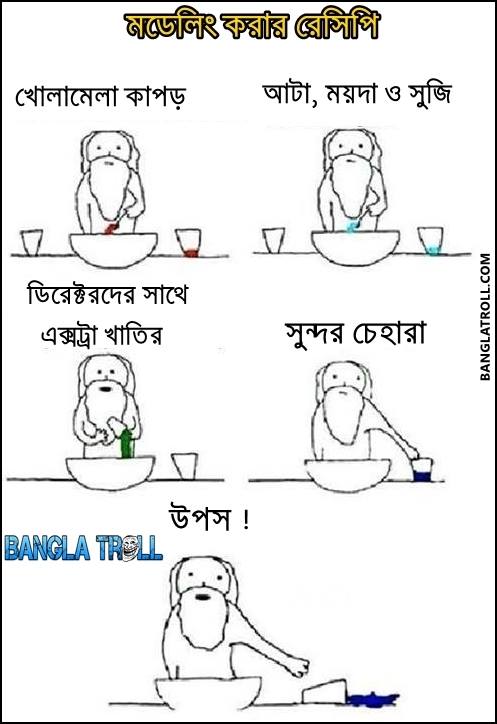 মডেলিং করার রেসিপি
খোলামেলা কাপড়
আটা, ময়দা ও সুজি
ডিরেক্টরদের সাথে
এক্সট্রা খাতির
সুন্দর চেহারা
BANGLATROLL.COM
উপস !
BANGLA TROLL